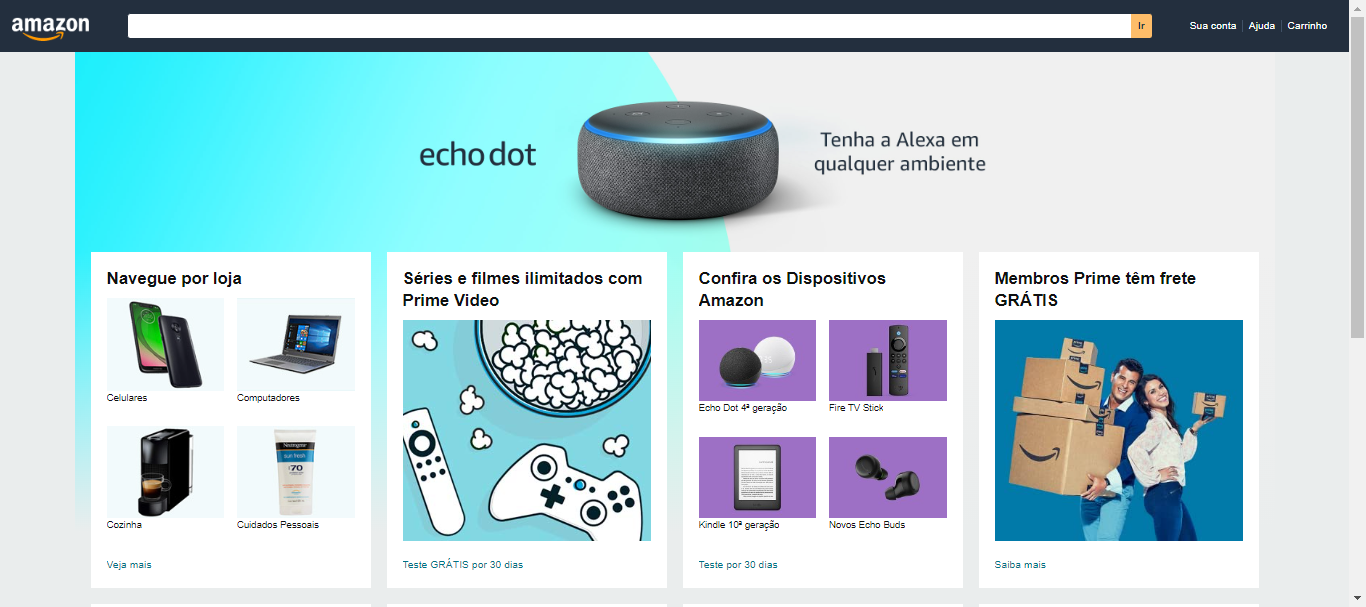 amazon
Ir
Sua conta
Ajuda
Carrinho
echo dot
Tenha a Alexa em
qualquer ambiente
Navegue por loja
Celulares
Computadores
Cozinha
Cuidados Pessoais
Veja mais
Séries e filmes ilimitados com
Prime Video
Teste GRÁTIS por 30 dias
Confira os Dispositivos
Amazon
Echo Dot 4ª geração
Fire TV Stick
Kindle 10ª geração
Novos Echo Buds
Teste por 30 dias
Membros Prime têm frete
GRÁTIS
Saiba mais
Neutrogena
sun fresh
70